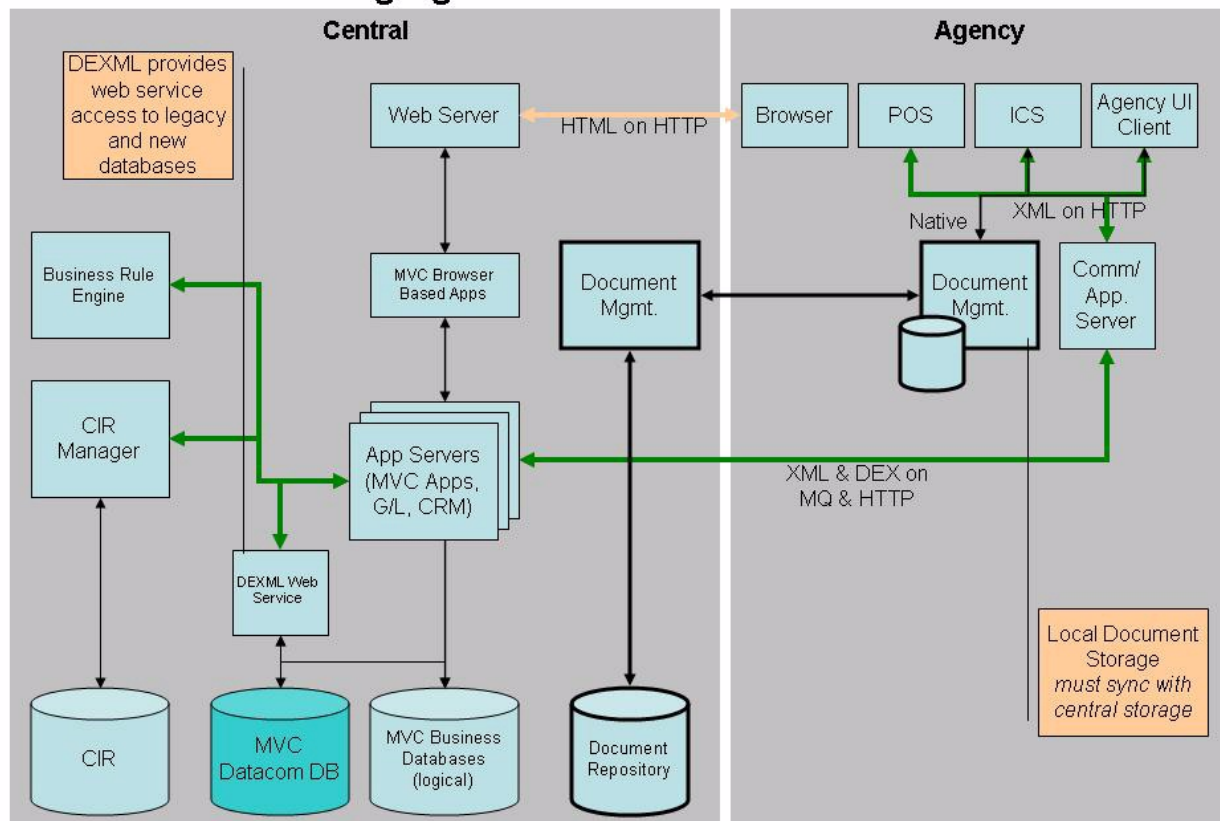 Central
Agency
DEXML provides
web service
access to legacy
and new
databases
Web Server
HTML on HTTP
Browser
POS
ICS
Agency UI
Client
Native
XML on HTTP
Business Rule
Engine
MVC Browser
Based Apps
Document
Mgmt.
Document
Mgmt.
Comm/
App.
Server
CIR
Manager
App Servers
(MVC Apps,
G/L, CRM)
XML & DEX on
MQ & HTTP
DEXML Web
Service
Local Document
Storage
must sync with
central storage
CIR
MVC
Datacom DB
MVC Business
Databases
(logical)
Document
Repository